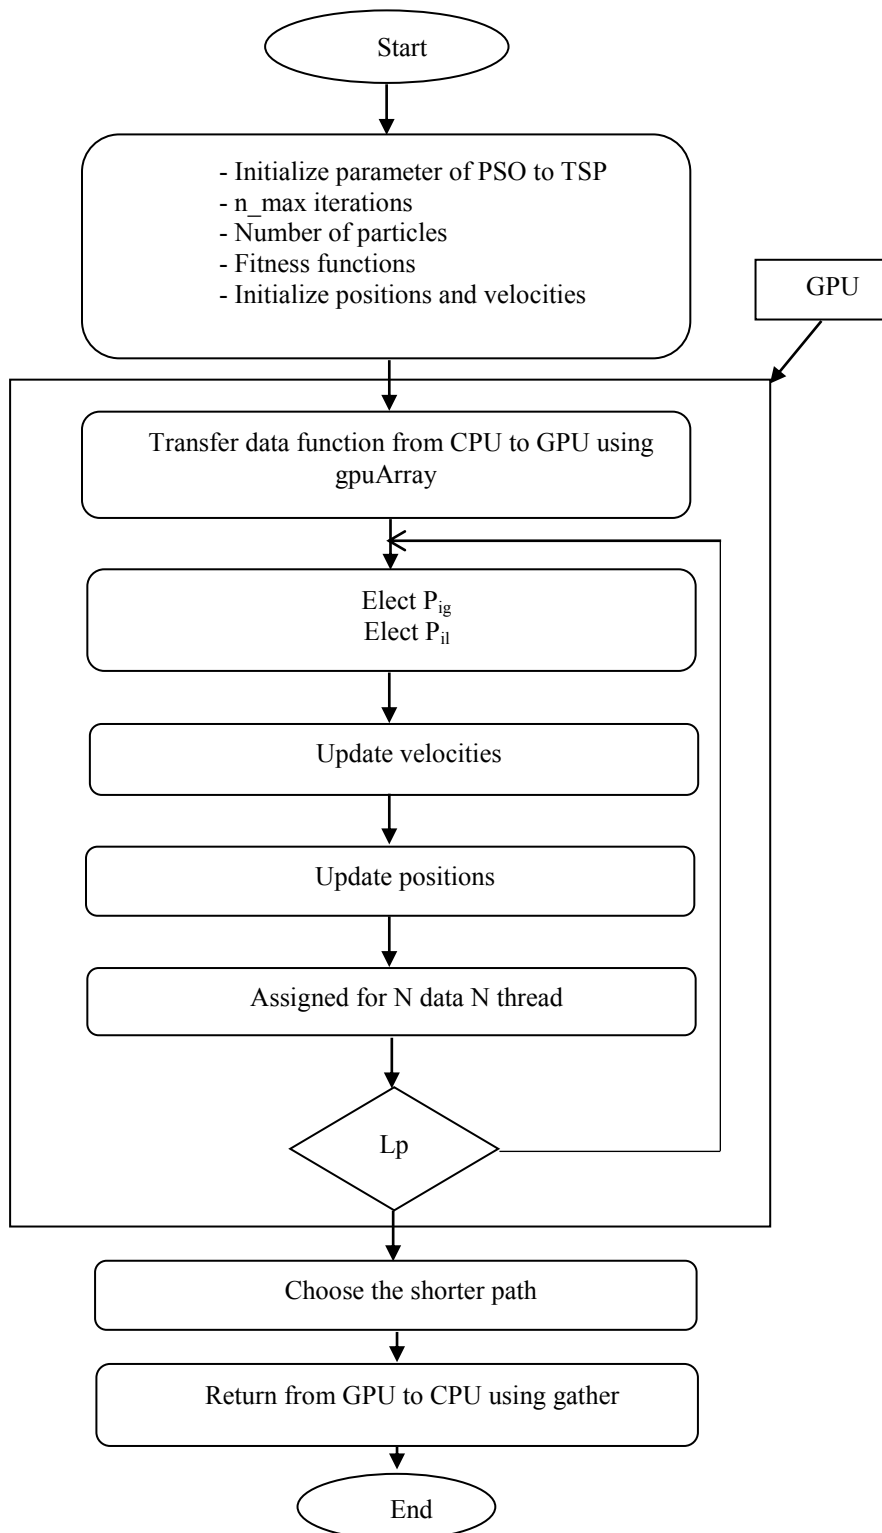 Start
- Initialize parameter of PSO to TSP
- n_max iterations
- Number of particles
- Fitness functions
- Initialize positions and velocities
GPU
Transfer data function from CPU to GPU using
gpuArray
Elect Pig
Elect Pil
Update velocities
Update positions
Assigned for N data N thread
Lp
Choose the shorter path
Return from GPU to CPU using gather
End